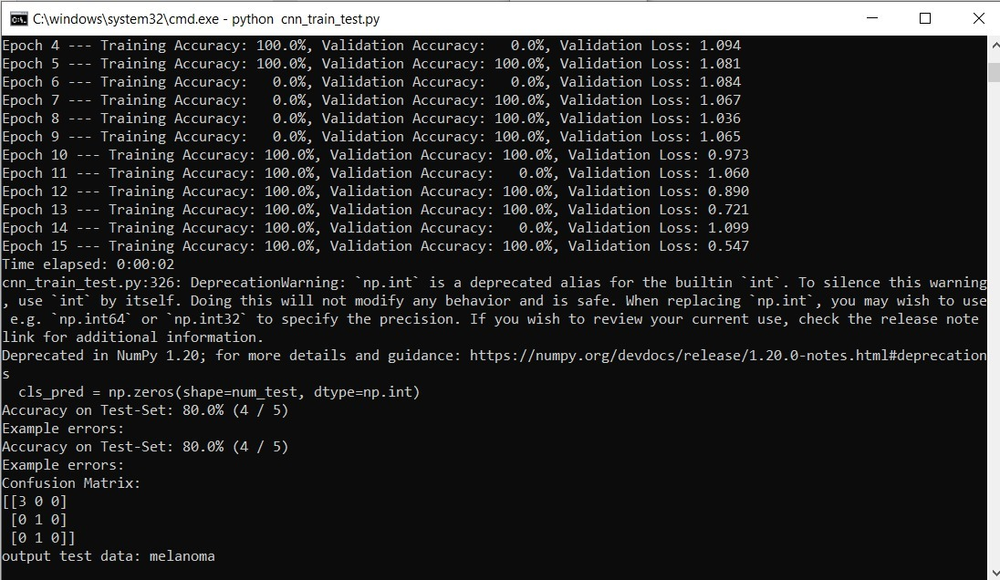 C:\windows\system32\cmd.exe - python  cnn_train_test.py
Epoch 4 --- Training Accuracy: 100.0%, Validation Accuracy:   0.0%, Validation Loss: 1.094
Epoch 5 --- Training Accuracy: 100.0%, Validation Accuracy: 100.0%, Validation Loss: 1.081
Epoch 6 --- Training Accuracy:   0.0%, Validation Accuracy:   0.0%, Validation Loss: 1.084
Epoch 7 --- Training Accuracy:   0.0%, Validation Accuracy: 100.0%, Validation Loss: 1.067
Epoch 8 --- Training Accuracy:   0.0%, Validation Accuracy: 100.0%, Validation Loss: 1.036
Epoch 9 --- Training Accuracy:   0.0%, Validation Accuracy: 100.0%, Validation Loss: 1.065
Epoch 10 --- Training Accuracy: 100.0%, Validation Accuracy: 100.0%, Validation Loss: 0.973
Epoch 11 --- Training Accuracy: 100.0%, Validation Accuracy:   0.0%, Validation Loss: 1.060
Epoch 12 --- Training Accuracy: 100.0%, Validation Accuracy: 100.0%, Validation Loss: 0.890
Epoch 13 --- Training Accuracy: 100.0%, Validation Accuracy: 100.0%, Validation Loss: 0.721
Epoch 14 --- Training Accuracy: 100.0%, Validation Accuracy:   0.0%, Validation Loss: 1.099
Epoch 15 --- Training Accuracy: 100.0%, Validation Accuracy: 100.0%, Validation Loss: 0.547
Time elapsed: 0:00:02
cnn_train_test.py:326: DeprecationWarning: `np.int` is a deprecated alias for the builtin `int`. To silence this warning
, use `int` by itself. Doing this will not modify any behavior and is safe. When replacing `np.int`, you may wish to use
 e.g. `np.int64` or `np.int32` to specify the precision. If you wish to review your current use, check the release note
link for additional information.
Deprecated in NumPy 1.20; for more details and guidance: https://numpy.org/devdocs/release/1.20.0-notes.html#deprecation
s
  cls_pred = np.zeros(shape=num_test, dtype=np.int)
Accuracy on Test-Set: 80.0% (4 / 5)
Example errors:
Accuracy on Test-Set: 80.0% (4 / 5)
Example errors:
Confusion Matrix:
[[3 0 0]
 [0 1 0]
 [0 1 0]]
output test data: melanoma